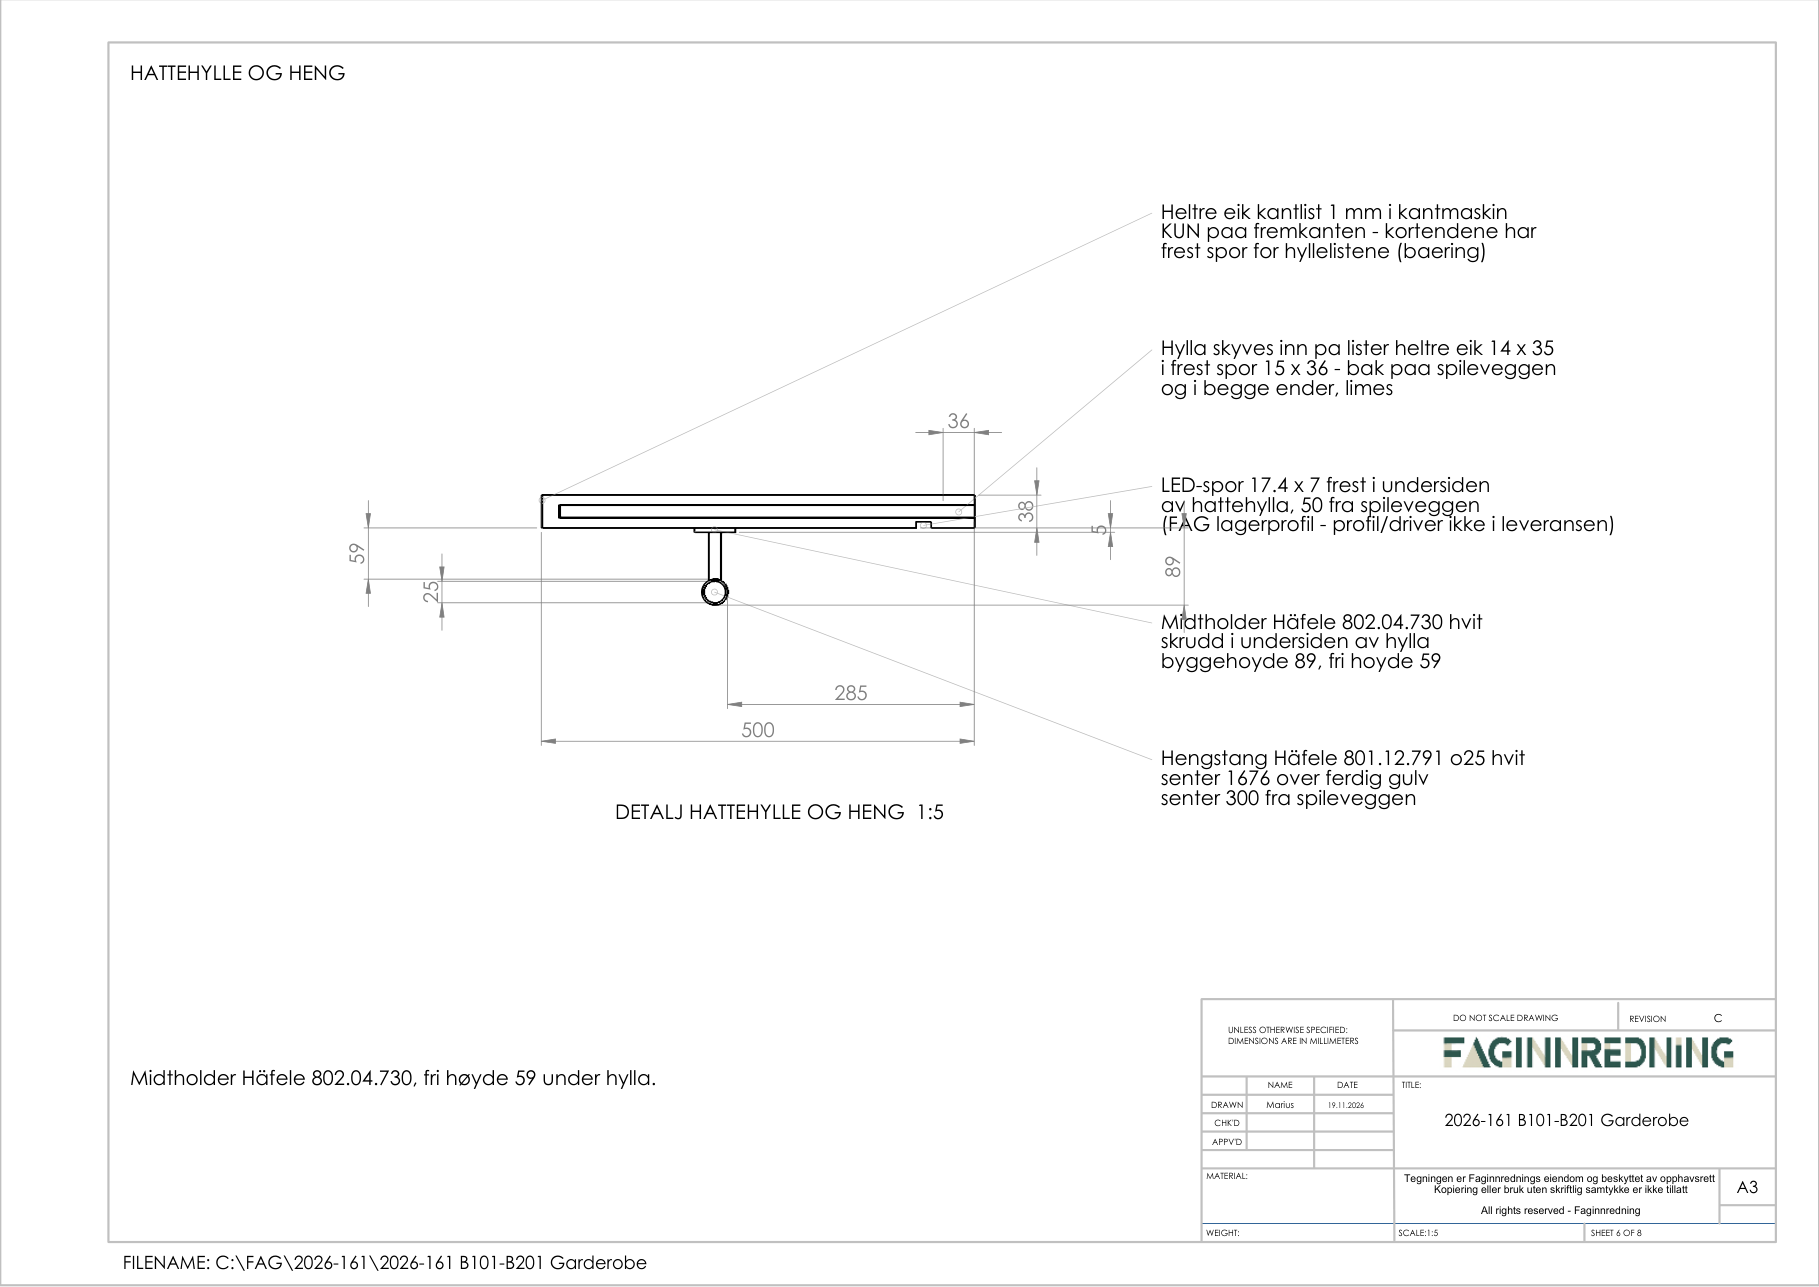 HATTEHYLLE OG HENG
Heltre eik kantlist 1 mm i kantmaskin
KUN paa fremkanten - kortendene har
frest spor for hyllelistene (baering)
Hylla skyves inn pa lister heltre eik 14 x 35
i frest spor 15 x 36 - bak paa spileveggen
og i begge ender, limes
36
LED-spor 17.4 x 7 frest i undersiden
av hattehylla, 50 fra spileveggen
(FAG lagerprofil - profil/driver ikke i leveransen)
38
5
59
89
25
Midtholder Häfele 802.04.730 hvit
skrudd i undersiden av hylla
byggehoyde 89, fri hoyde 59
285
500
Hengstang Häfele 801.12.791 o25 hvit
senter 1676 over ferdig gulv
senter 300 fra spileveggen
DETALJ HATTEHYLLE OG HENG 1:5
Midtholder Häfele 802.04.730, fri høyde 59 under hylla.
UNLESS OTHERWISE SPECIFIED:
DIMENSIONS ARE IN MILLIMETERS
DO NOT SCALE DRAWING
REVISION C
FAGINNREDNING
NAME DATE
DRAWN Marius 19.11.2026
CHK'D
APPV'D
TITLE:
2026-161 B101-B201 Garderobe
MATERIAL:
Tegningen er Faginnrednings eiendom og beskyttet av opphavsrett
Kopiering eller bruk uten skriftlig samtykke er ikke tillatt
All rights reserved - Faginnredning
A3
WEIGHT:
SCALE:1:5
SHEET 6 OF 8
FILENAME: C:\FAG\2026-161\2026-161 B101-B201 Garderobe